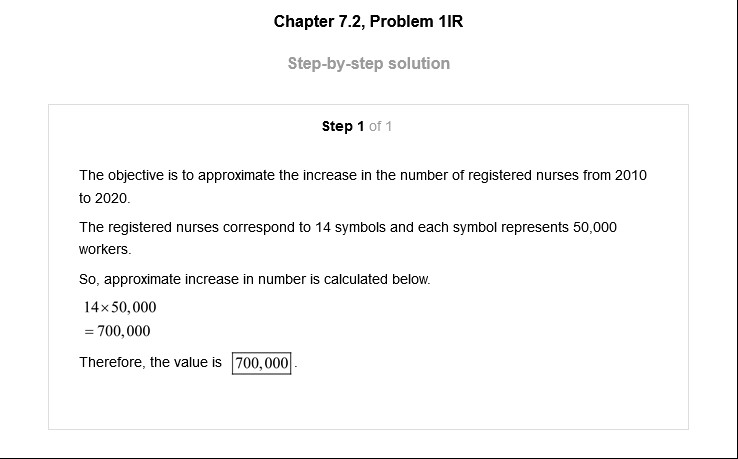 Chapter 7.2, Problem 1IR
Step-by-step solution
Step 1 of 1
The objective is to approximate the increase in the number of registered nurses from 2010
to 2020.
The registered nurses correspond to 14 symbols and each symbol represents 50,000
workers.
So, approximate increase in number is calculated below.
14×50,000
= 700,000
Therefore, the value is 700,000.